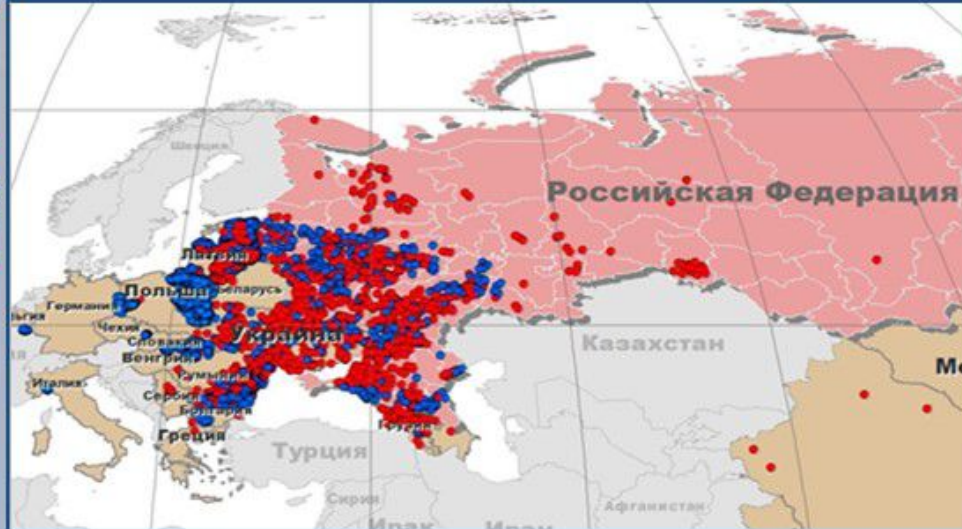 Швеция
Российская Федерация
Латвия
Польша
Беларусь
Германия
Чехия
Украина
Словакия
Казахстан
Венгрия
Румыния
Италия
Сербия
Болгария
Грузия
Греция
Турция
Сирия
Афганистан
Ирак
Иран